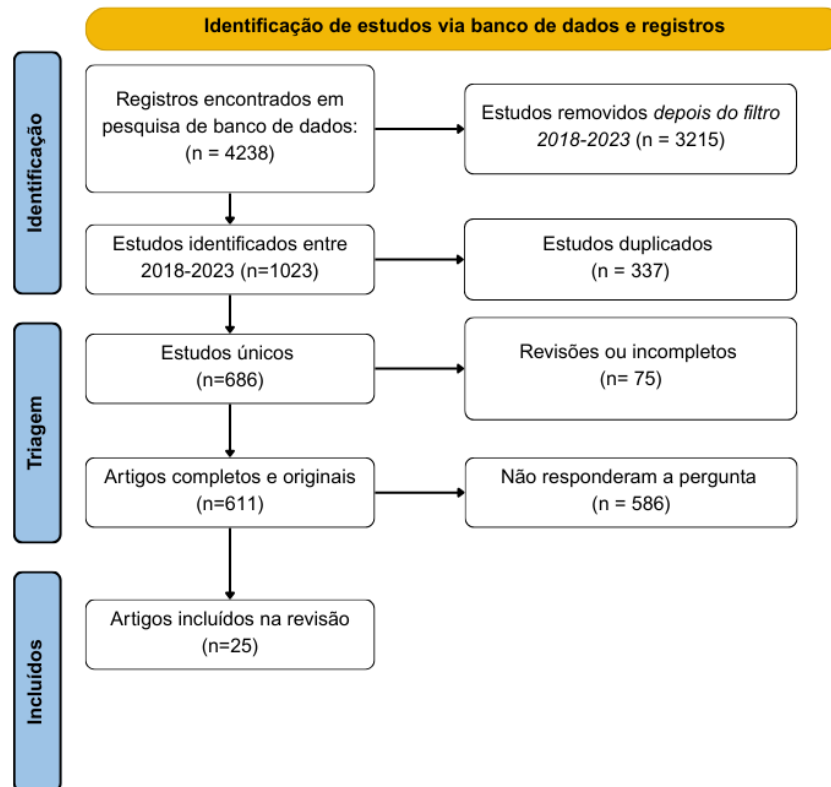 Identificação de estudos via banco de dados e registros
Identificação
Registros encontrados em
pesquisa de banco de dados:
(n = 4238)
Estudos removidos depois do filtro
2018-2023 (n = 3215)
Estudos identificados entre
2018-2023 (n=1023)
Estudos duplicados
(n = 337)
Triagem
Estudos únicos
(n=686)
Revisões ou incompletos
(n= 75)
Artigos completos e originais
(n=611)
Não responderam a pergunta
(n = 586)
Incluídos
Artigos incluídos na revisão
(n=25)